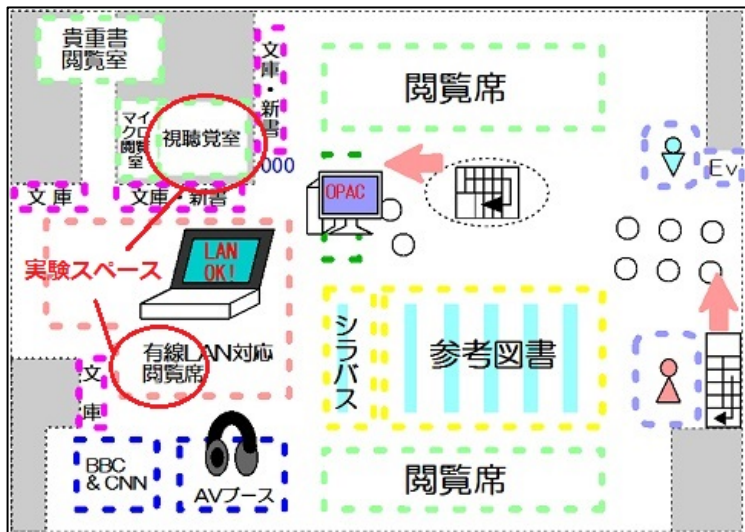 貴重書
閲覧室
文庫・新書
閲覧席
マイクロ閲覧室
視聴覚室
000
OPAC
Ev
文庫
文庫・新書
LAN
OK!
実験スペース
有線LAN対応
閲覧席
シラバス
参考図書
文庫
BBC
& CNN
AVブース
閲覧席